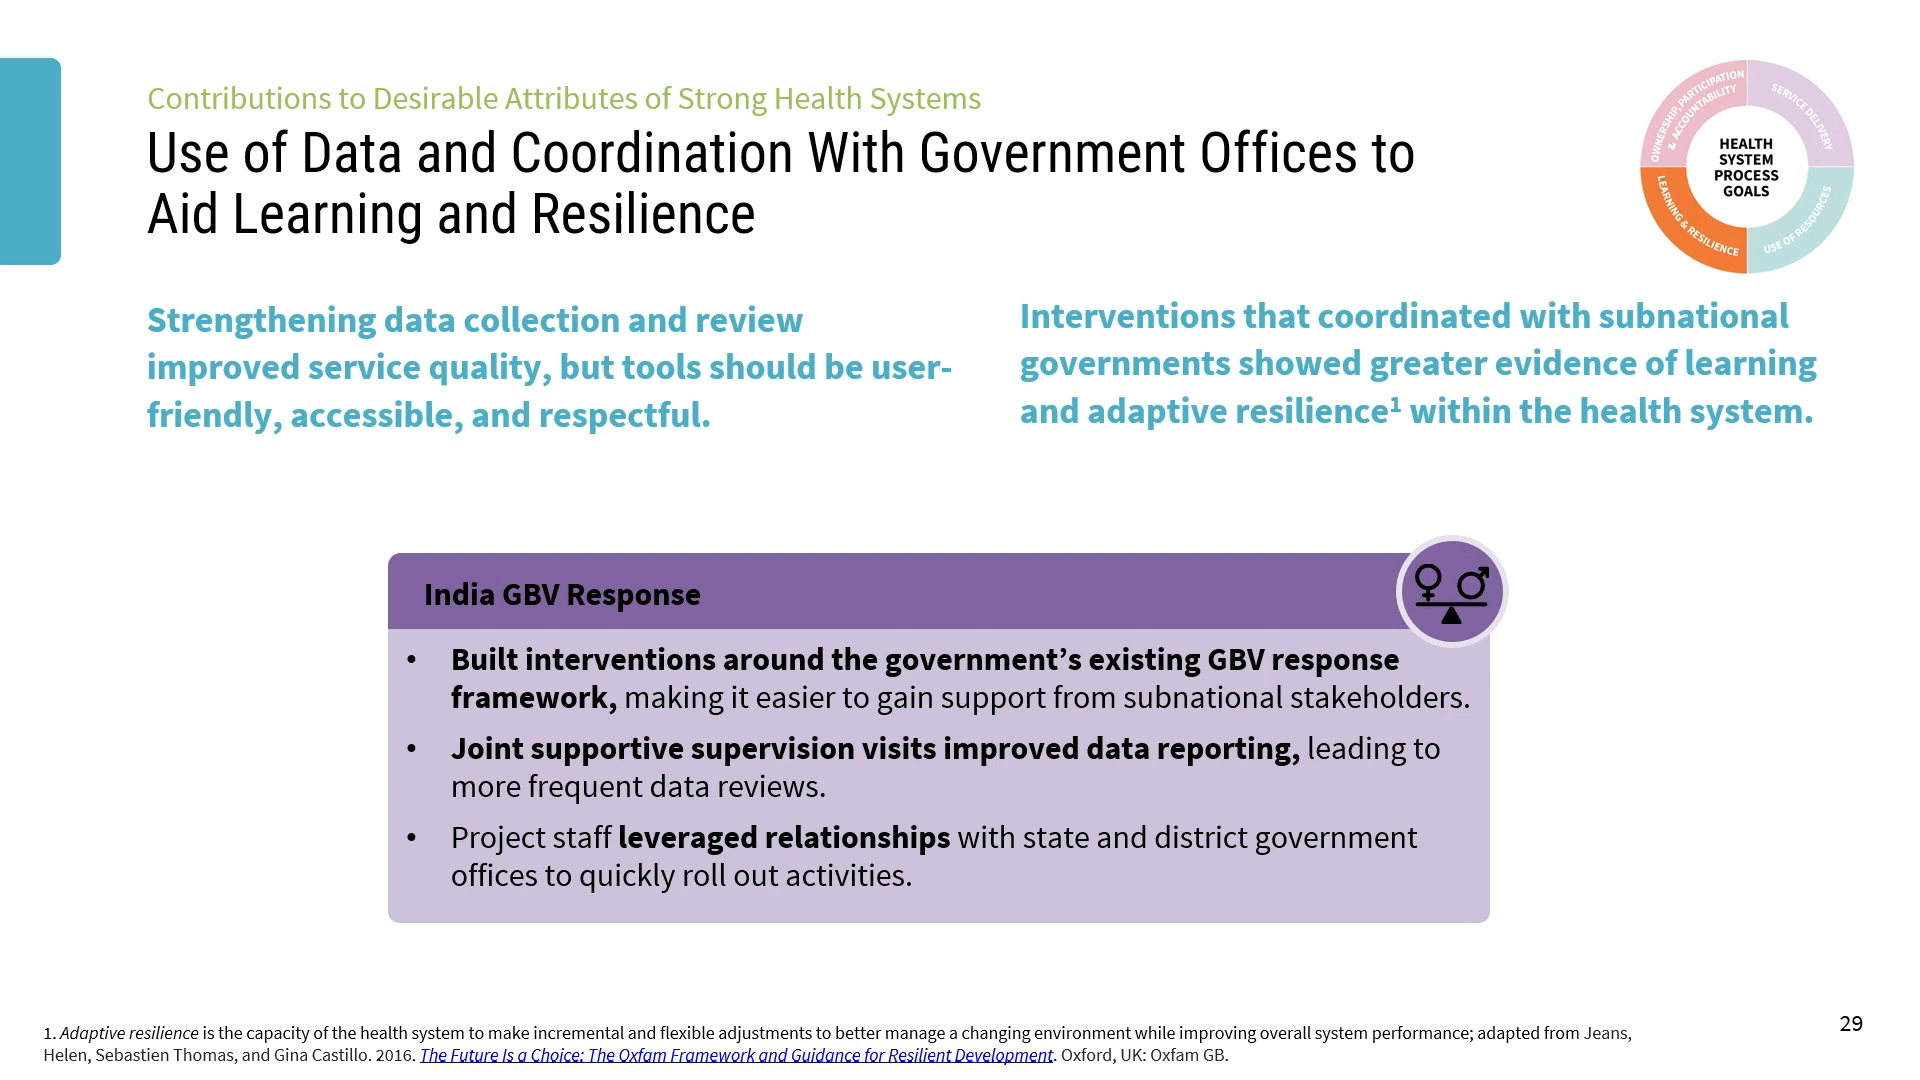 Contributions to Desirable Attributes of Strong Health Systems
Use of Data and Coordination With Government Offices to
Aid Learning and Resilience
OWNERSHIP, PARTICIPATION
& ACCOUNTABILITY
SERVICE DELIVERY
HEALTH
SYSTEM
PROCESS
GOALS
LEARNING & RESILIENCE
USE OF RESOURCES
Strengthening data collection and review
improved service quality, but tools should be user-
friendly, accessible, and respectful.
Interventions that coordinated with subnational
governments showed greater evidence of learning
and adaptive resilience¹ within the health system.
India GBV Response
• Built interventions around the government’s existing GBV response
framework, making it easier to gain support from subnational stakeholders.
• Joint supportive supervision visits improved data reporting, leading to
more frequent data reviews.
• Project staff leveraged relationships with state and district government
offices to quickly roll out activities.
1. Adaptive resilience is the capacity of the health system to make incremental and flexible adjustments to better manage a changing environment while improving overall system performance; adapted from Jeans,
Helen, Sebastien Thomas, and Gina Castillo. 2016. The Future Is a Choice: The Oxfam Framework and Guidance for Resilient Development. Oxford, UK: Oxfam GB.
29